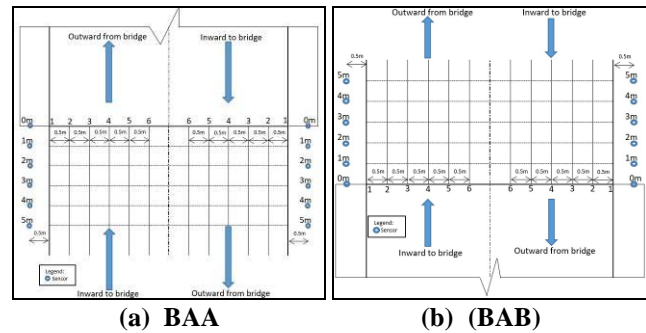 Outward from bridge
Inward to bridge
0m 1 2 3 4 5 6 6 5 4 3 2 1 0m
0.5m 0.5m 0.5m 0.5m 0.5m 0.5m 0.5m 0.5m 0.5m 0.5m
1m 1m
2m 2m
3m 3m
4m 4m
5m 5m
0.5m 0.5m
Legend:
Sensor
Inward to bridge
Outward from bridge
(a) BAA
Outward from bridge
Inward to bridge
0.5m 0.5m
5m 5m
4m 4m
3m 3m
2m 2m
1m 1m
0.5m 0.5m 0.5m 0.5m 0.5m 0.5m 0.5m 0.5m 0.5m 0.5m
0m 1 2 3 4 5 6 6 5 4 3 2 1 0m
Legend:
Sensor
Inward to bridge
Outward from bridge
(b) (BAB)